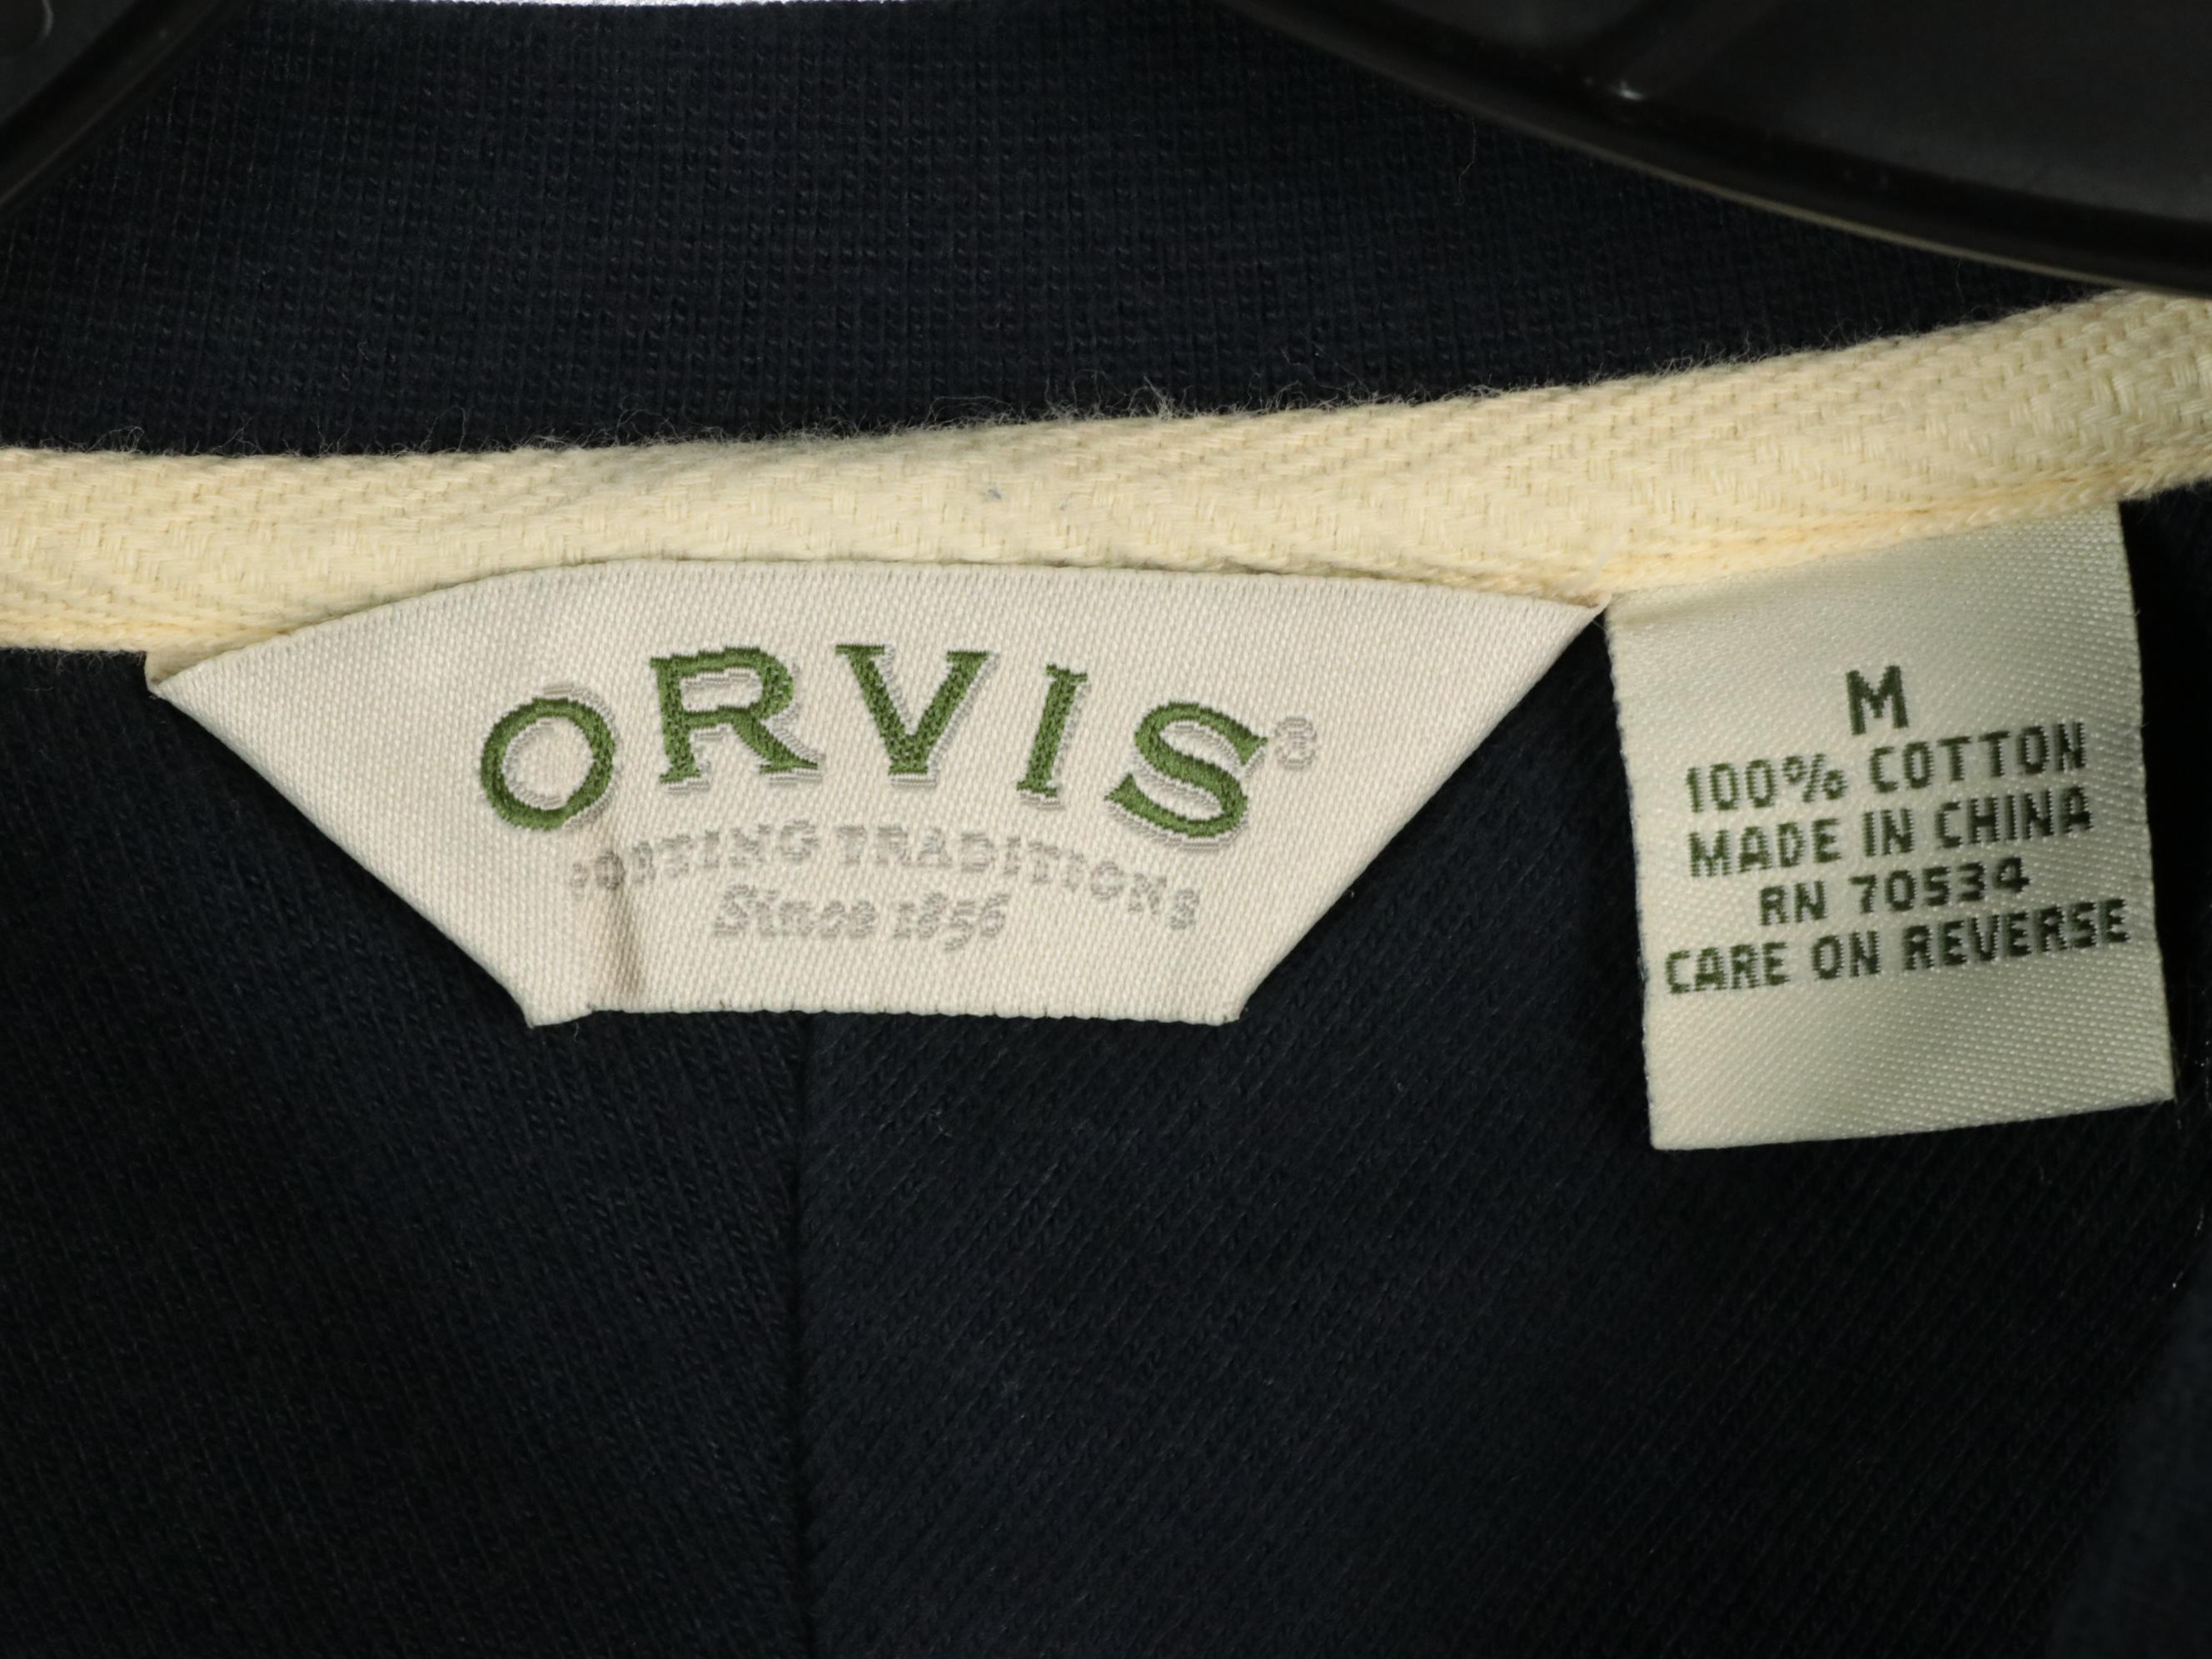 ORVIS®
SPORTING TRADITIONS
Since 1856
M
100% COTTON
MADE IN CHINA
RN 70534
CARE ON REVERSE